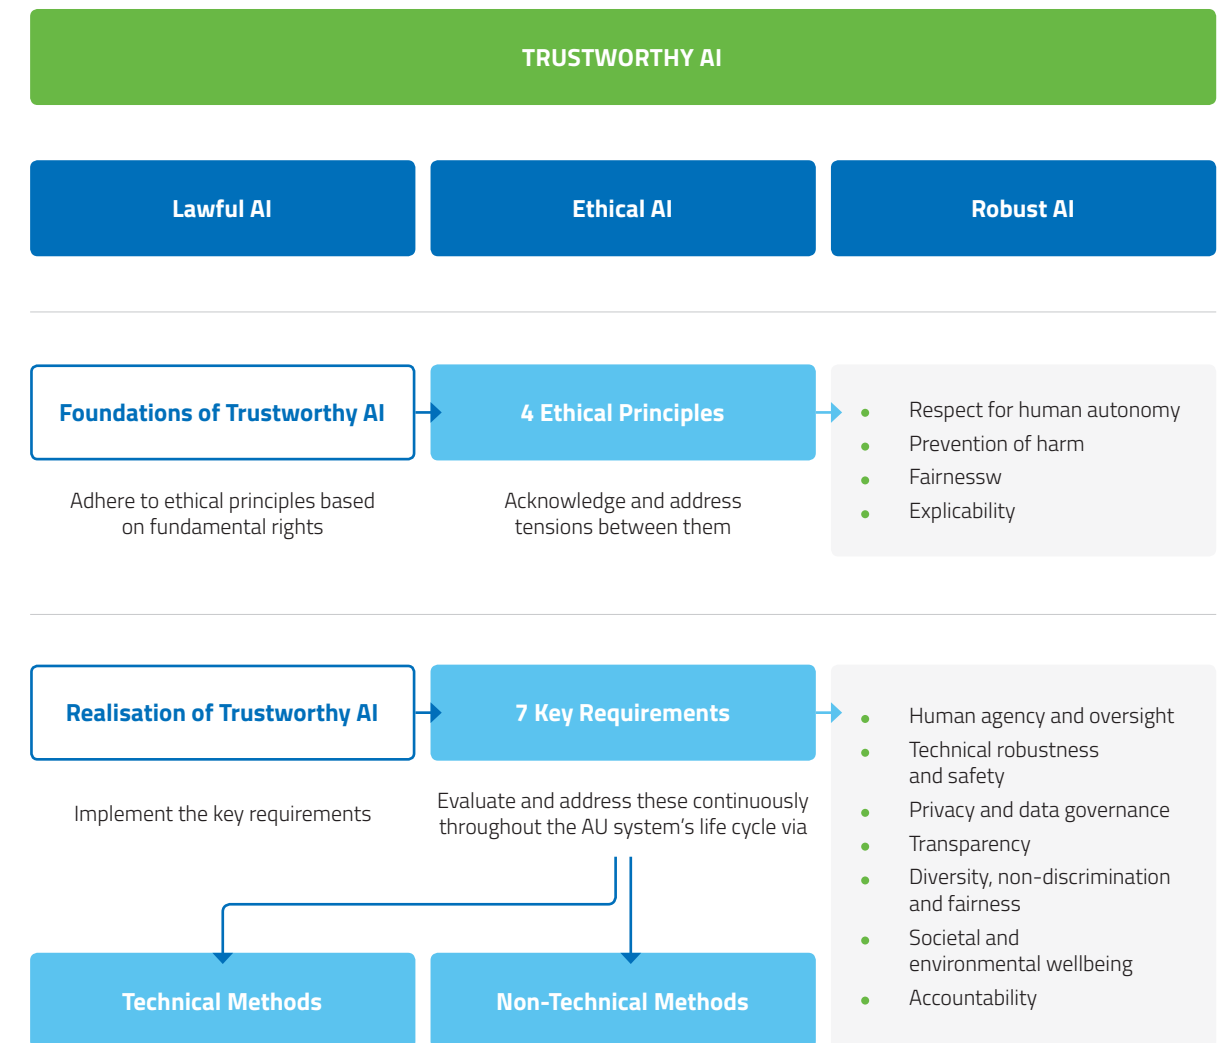 TRUSTWORTHY AI
Lawful AI
Ethical AI
Robust AI
Foundations of Trustworthy AI
Adhere to ethical principles based
on fundamental rights
4 Ethical Principles
Acknowledge and address
tensions between them
Respect for human autonomy
Prevention of harm
Fairnessw
Explicability
Realisation of Trustworthy AI
Implement the key requirements
7 Key Requirements
Evaluate and address these continuously
throughout the AU system's life cycle via
Human agency and oversight
Technical robustness
and safety
Privacy and data governance
Transparency
Diversity, non-discrimination
and fairness
Societal and
environmental wellbeing
Accountability
Technical Methods
Non-Technical Methods